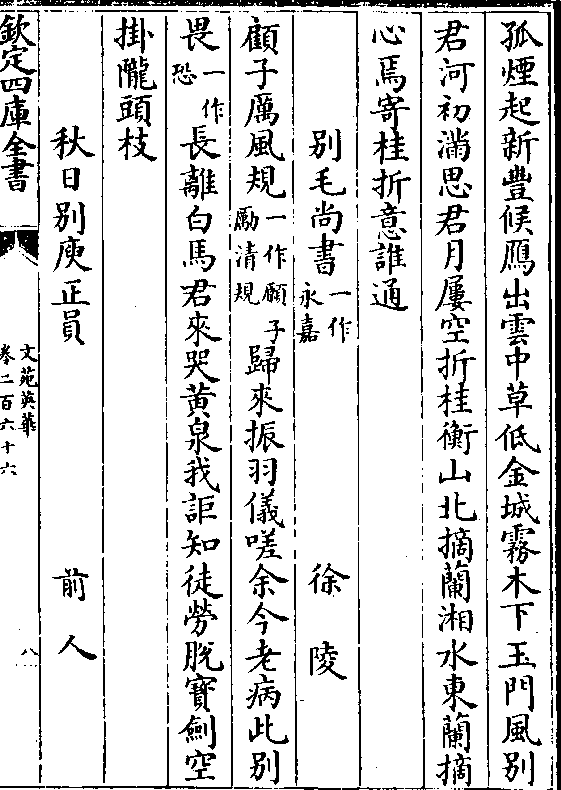 孤煙起新豐候鴈出雲中草低金城霧木下玉門風別
君河初滿思君月屢空折桂衡山北摘蘭湘水東蘭摘
心焉寄桂折意誰通
別毛尚書一作永嘉 徐陵
願子厲風規一作願子勵清規歸來振羽儀嗟余今老病此別
畏一作恐長離白馬君來哭黃泉我詎知徒勞脫寳劒空
掛隴頭枝
秋日別庾正員 前人
欽定四庫全書
文苑英華
卷二百六十六
八